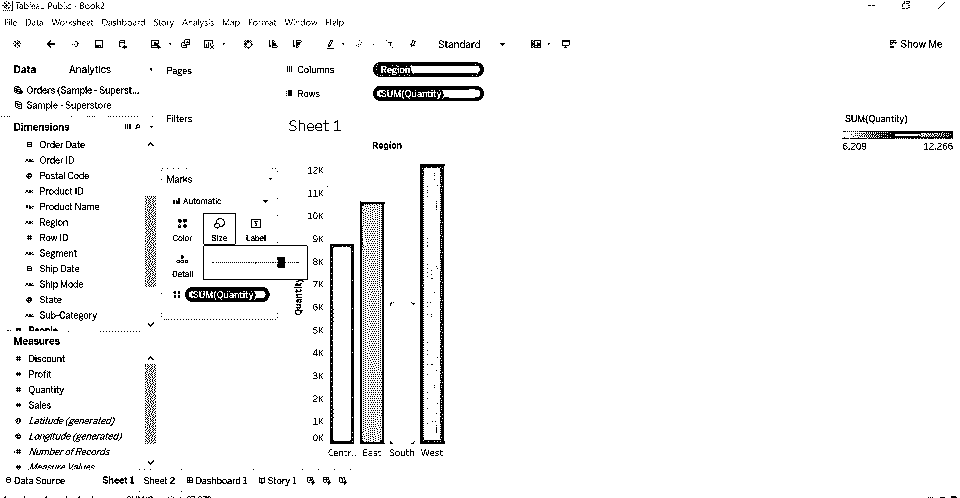 Tableau Public - Book2
File Data Worksheet Dashboard Story Analysis Map Format Window Help
Standard
Show Me
Data Analytics
Pages
Columns Region
Orders (Sample - Superst...
Rows SUM(Quantity)
Sample - Superstore
Filters
SUM(Quantity)
6,209 12,266
Dimensions
Sheet 1
Order Date
Order ID
Postal Code
Product ID
Product Name
Region
Row ID
Segment
Ship Date
Ship Mode
State
Sub-Category
People
Marks
Automatic
Color Size Label
Detail
SUM(Quantity)
Region
12K
11K
10K
9K
8K
7K
6K
5K
4K
3K
2K
1K
0K
Quantity
Centr.. East South West
Measures
Discount
Profit
Quantity
Sales
Latitude (generated)
Longitude (generated)
Number of Records
Measure Values
Data Source Sheet 1 Sheet 2 Dashboard 1 Story 1